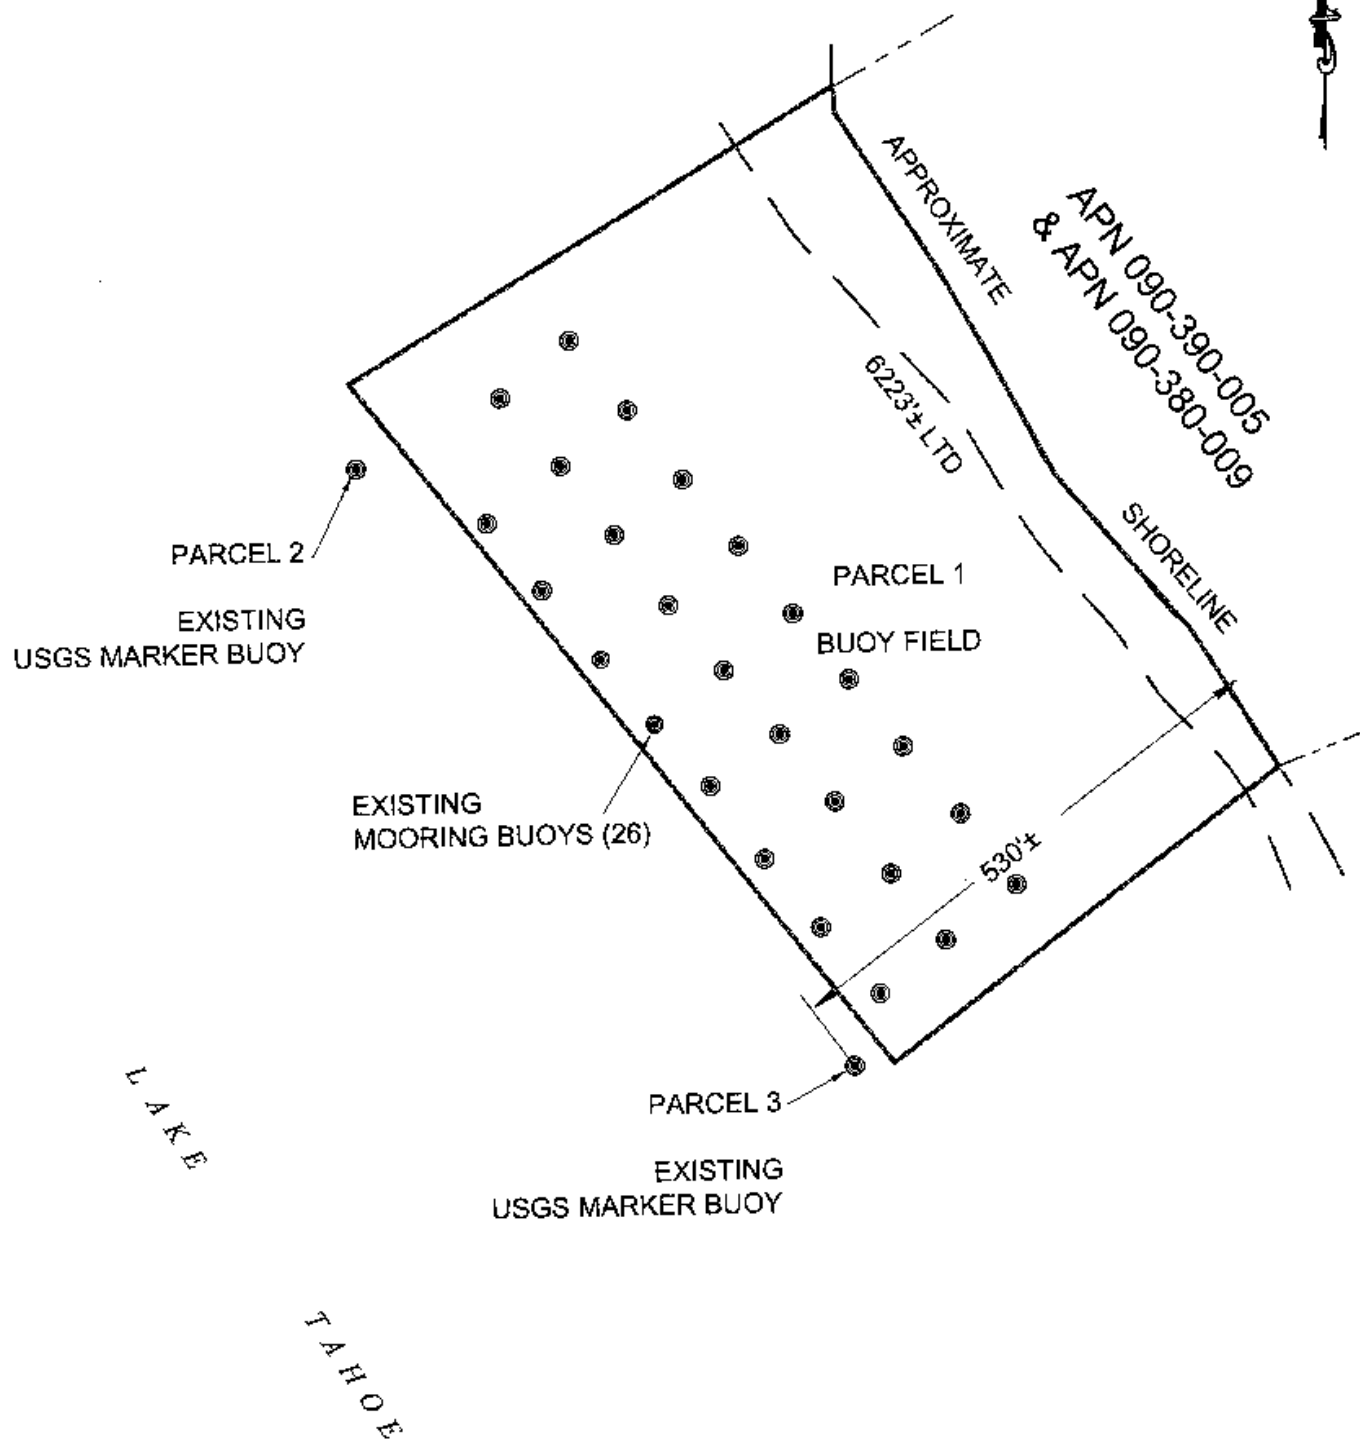 APPROXIMATE
APN 090-390-005
& APN 090-380-009
6223'± LTD
SHORELINE
PARCEL 2
EXISTING
USGS MARKER BUOY
PARCEL 1
BUOY FIELD
EXISTING
MOORING BUOYS (26)
530'±
PARCEL 3
EXISTING
USGS MARKER BUOY
LAKE
TAHOE